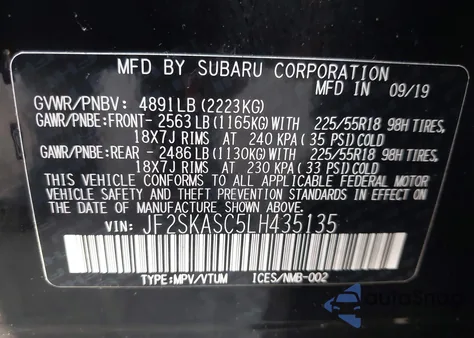 MFD BY SUBARU CORPORATION
MFD IN 09/19
GVWR/PNBV: 4891LB (2223KG)
GAWR/PNBE:FRONT- 2563 LB (1165KG) WITH 225/55R18 98H TIRES,
18X7J RIMS AT 240 KPA ( 35 PSI) COLD
GAWR/PNBE:REAR - 2486 LB (1130KG) WITH 225/55R18 98H TIRES,
18X7J RIMS AT 230 KPA ( 33 PSI) COLD
THIS VEHICLE CONFORMS TO ALL APPLICABLE FEDERAL MOTOR
VEHICLE SAFETY AND THEFT PREVENTION STANDARDS IN
EFFECT ON THE DATE OF MANUFACTURE SHOWN ABOVE.
VIN: JF2SKASC5LH435135
TYPE:MPV/VTUM ICES/NMB-002